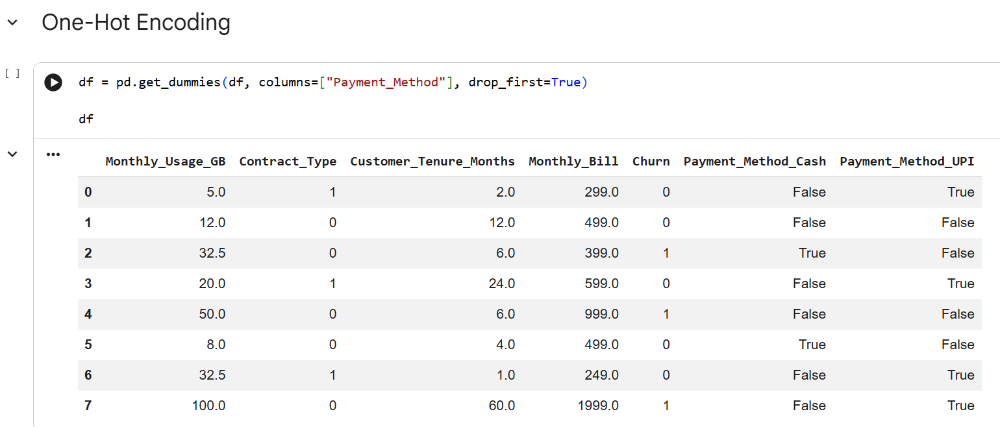 One-Hot Encoding
[ ]
df = pd.get_dummies(df, columns=["Payment_Method"], drop_first=True)
df
Monthly_Usage_GB Contract_Type Customer_Tenure_Months Monthly_Bill Churn Payment_Method_Cash Payment_Method_UPI
0 5.0 1 2.0 299.0 0 False True
1 12.0 0 12.0 499.0 0 False False
2 32.5 0 6.0 399.0 1 True False
3 20.0 1 24.0 599.0 0 False True
4 50.0 0 6.0 999.0 1 False False
5 8.0 0 4.0 499.0 0 True False
6 32.5 1 1.0 249.0 0 False True
7 100.0 0 60.0 1999.0 1 False True